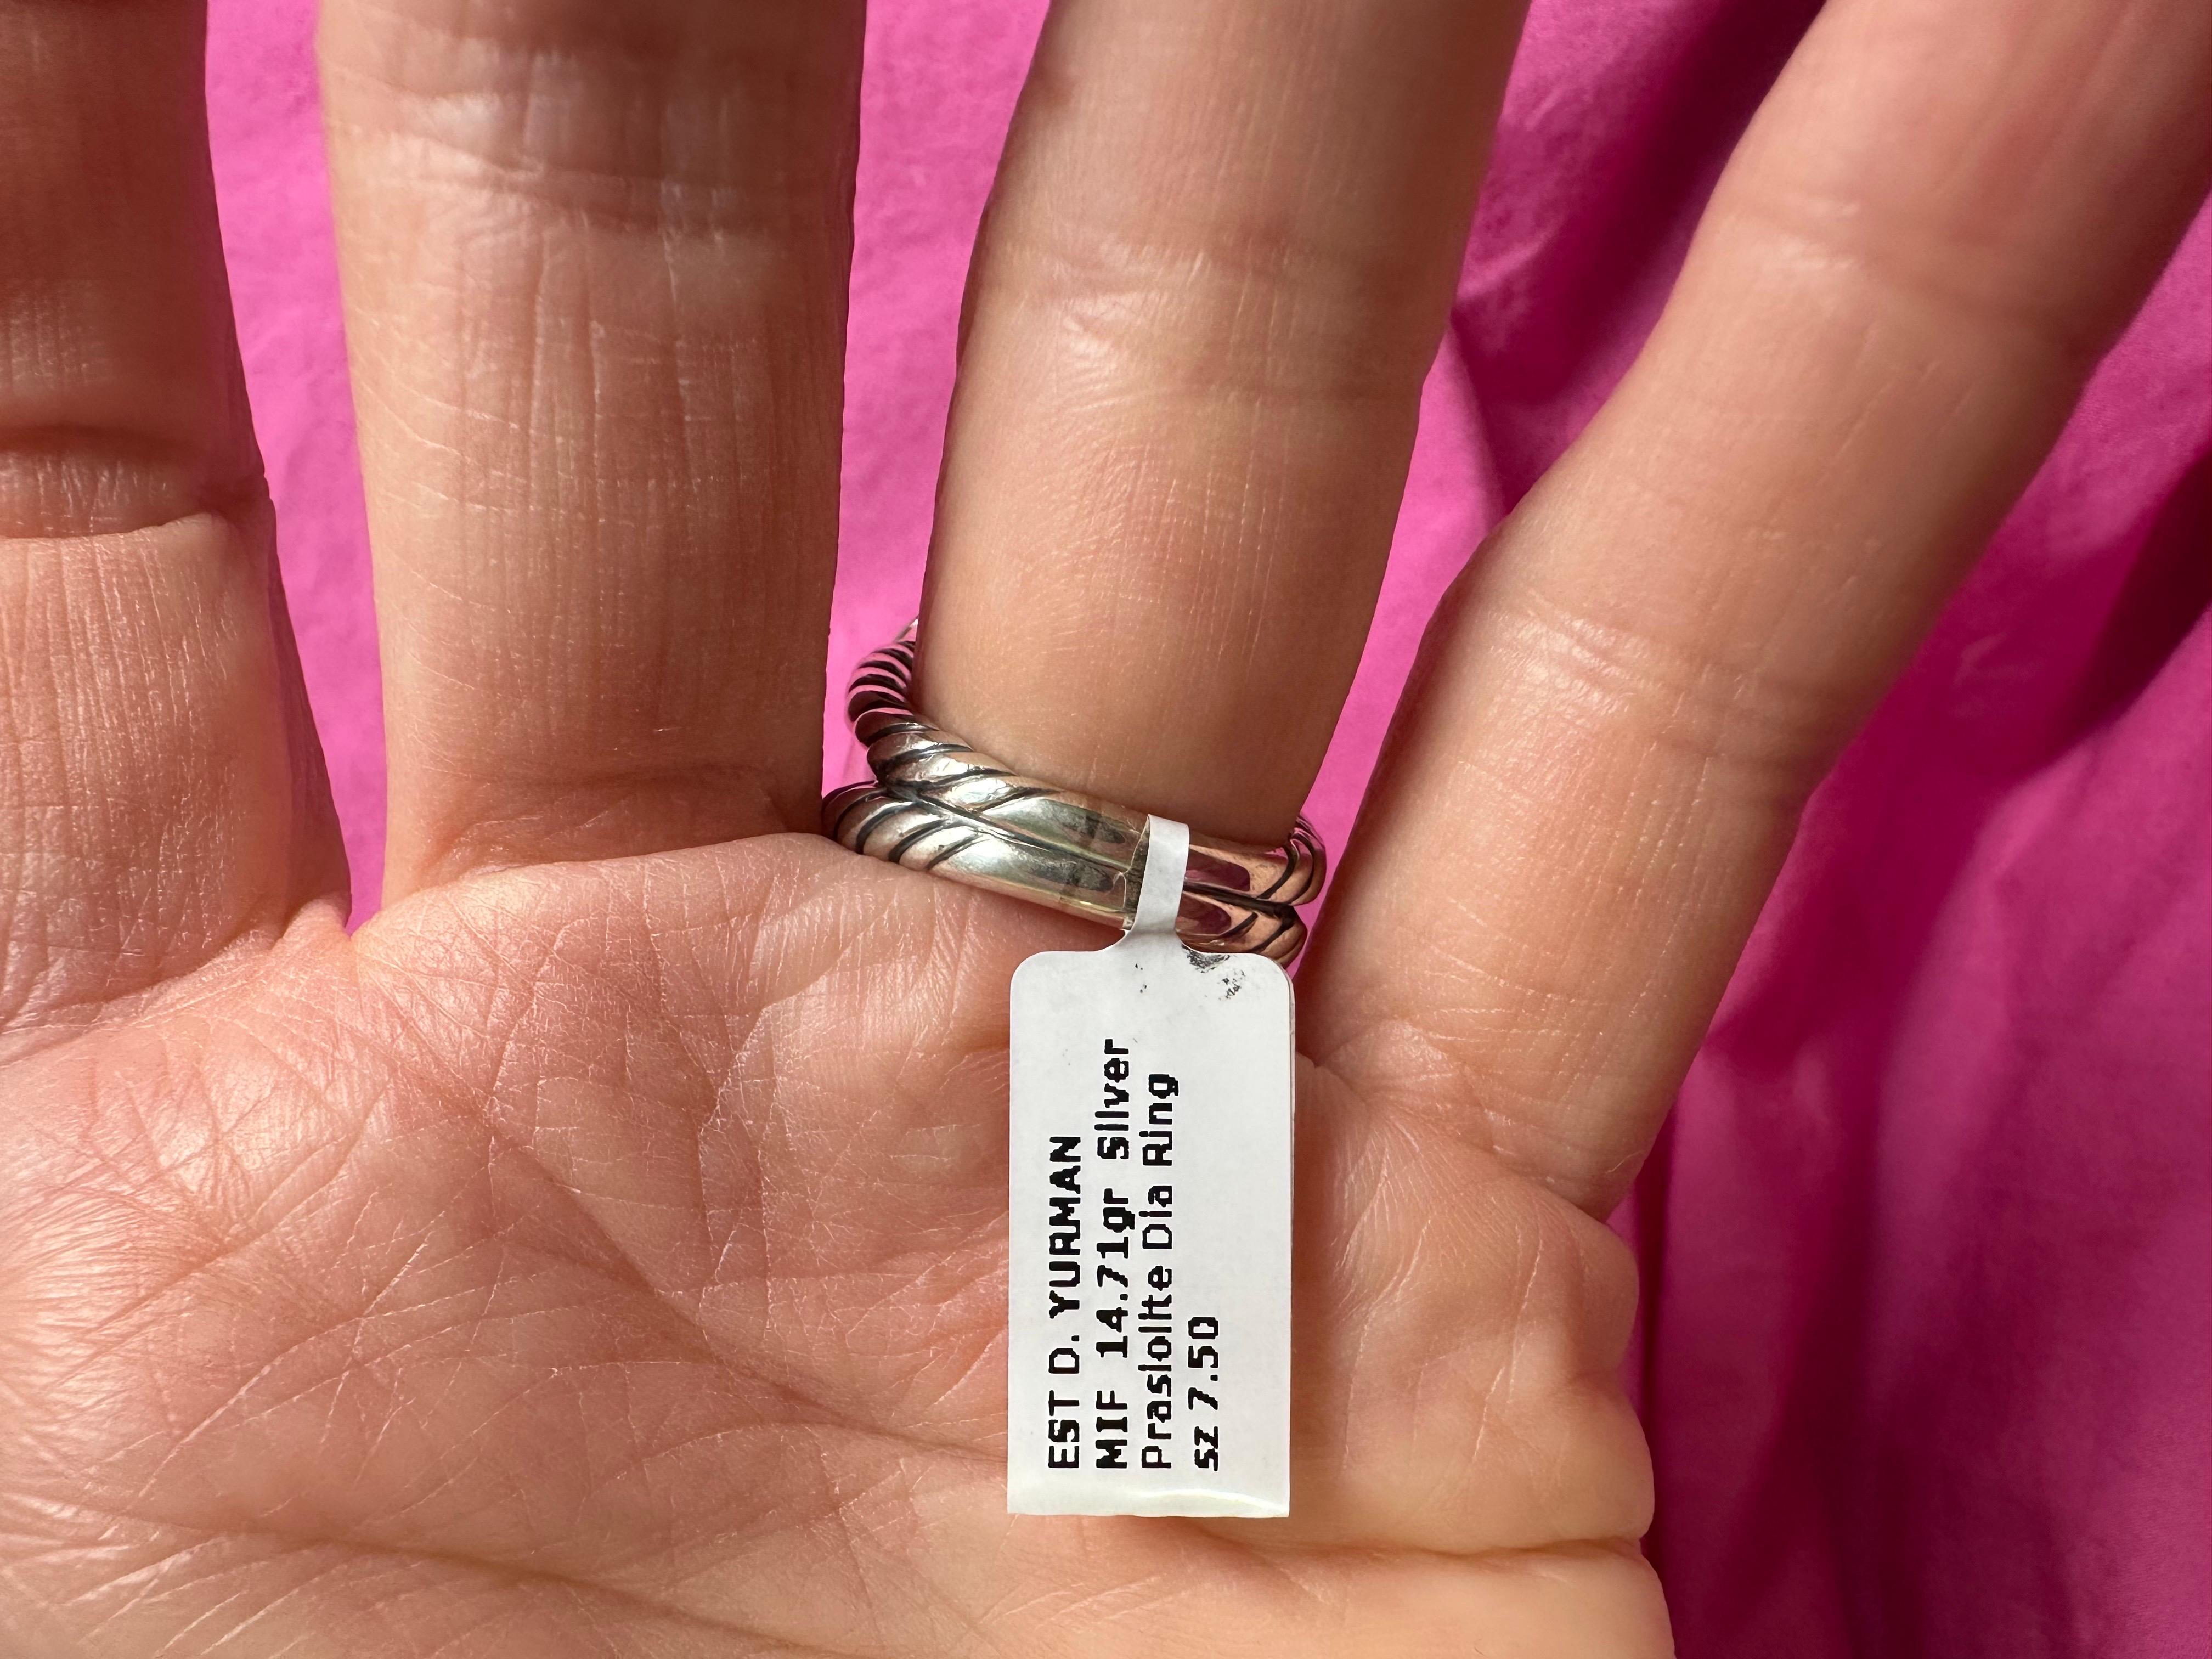 EST D. YURMAN
MIF 14.71gr Silver
Prasiolite Dia Ring
sz 7.50